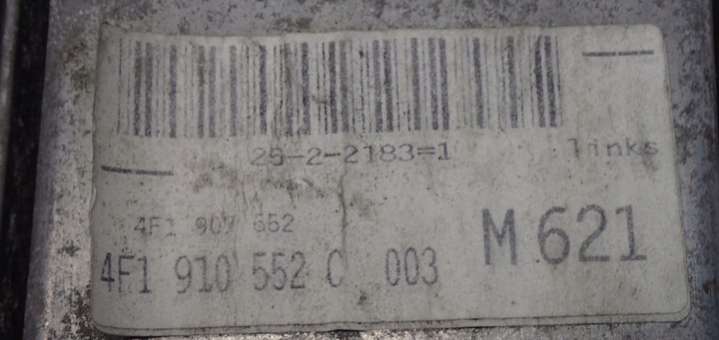 29-2-2183=1 links
4F1 907 552
4F1 910 552 C 003 M 621